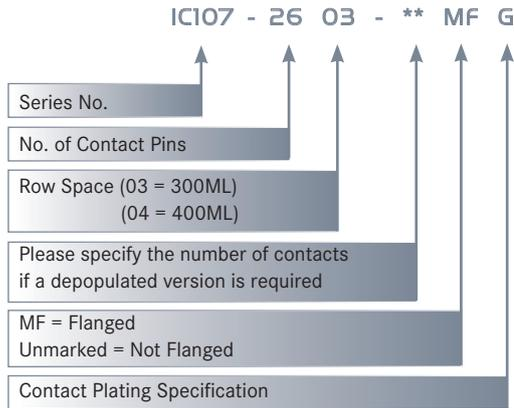 IC107 - 26 03 - ** MF G
Series No.
No. of Contact Pins
Row Space (03 = 300ML)
(04 = 400ML)
Please specify the number of contacts
if a depopulated version is required
MF = Flanged
Unmarked = Not Flanged
Contact Plating Specification